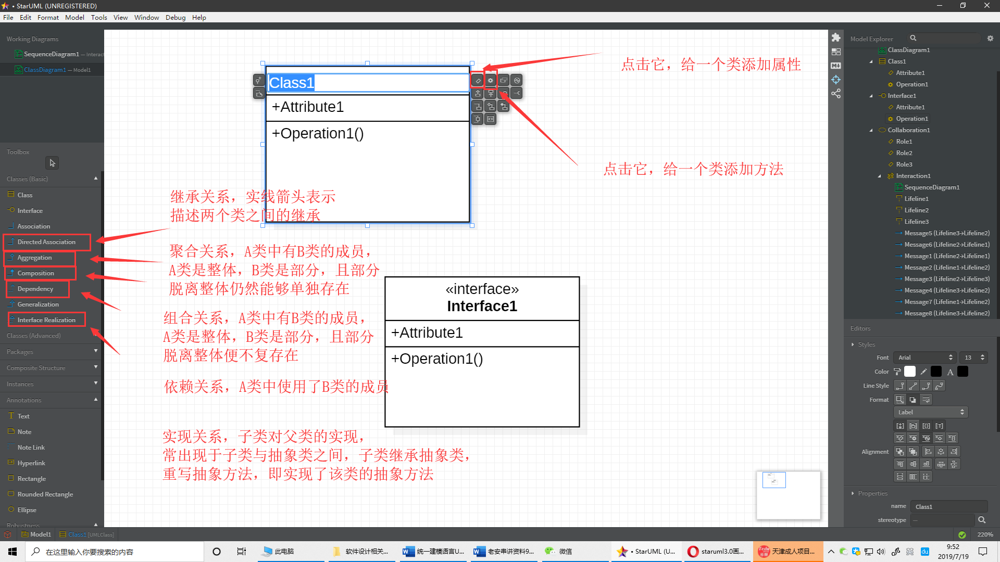 • StarUML (UNREGISTERED)
File Edit Format Model Tools View Window Debug Help
Working Diagrams
SequenceDiagram1 — Interact
ClassDiagram1 — Model1
Toolbox
Classes (Basic)
Class
Interface
Association
Directed Association
Aggregation
Composition
Dependency
Generalization
Interface Realization
Classes (Advanced)
Packages
Composite Structure
Instances
Annotations
Text
Note
Note Link
Hyperlink
Rectangle
Rounded Rectangle
Ellipse
Robustness
Class1
+Attribute1
+Operation1()
点击它，给一个类添加属性
点击它，给一个类添加方法
继承关系，实线箭头表示
描述两个类之间的继承
聚合关系，A类中有B类的成员，
A类是整体，B类是部分，且部分
脱离整体仍然能够单独存在
组合关系，A类中有B类的成员，
A类是整体，B类是部分，且部分
脱离整体便不复存在
依赖关系，A类中使用了B类的成员
实现关系，子类对父类的实现，
常出现于子类与抽象类之间，子类继承抽象类，
重写抽象方法，即实现了该类的抽象方法
«interface»
Interface1
+Attribute1
+Operation1()
Model Explorer
ClassDiagram1
Class1
Attribute1
Operation1
Interface1
Attribute1
Operation1
Collaboration1
Role1
Role2
Role3
Interaction1
SequenceDiagram1
Lifeline1
Lifeline2
Lifeline3
Message5 (Lifeline3→Lifeline2)
Message6 (Lifeline2→Lifeline1)
Message1 (Lifeline2→Lifeline1)
Message2 (Lifeline1→Lifeline2)
Message3 (Lifeline2→Lifeline3)
Message4 (Lifeline3→Lifeline2)
Message7 (Lifeline1→Lifeline2)
Message8 (Lifeline3→Lifeline2)
Editors
Styles
Font Arial 13
Color
Line Style
Format
Label
Alignment
Properties
name Class1
stereotype —
Model1 Class1 [UMLClass]
220%
在这里输入你要搜索的内容
此电脑
软件设计相关...
统一建模语言U...
老安串讲资料9...
微信
• StarUML (U...
staruml3.0画...
天津成人项目...
9:52
2019/7/19